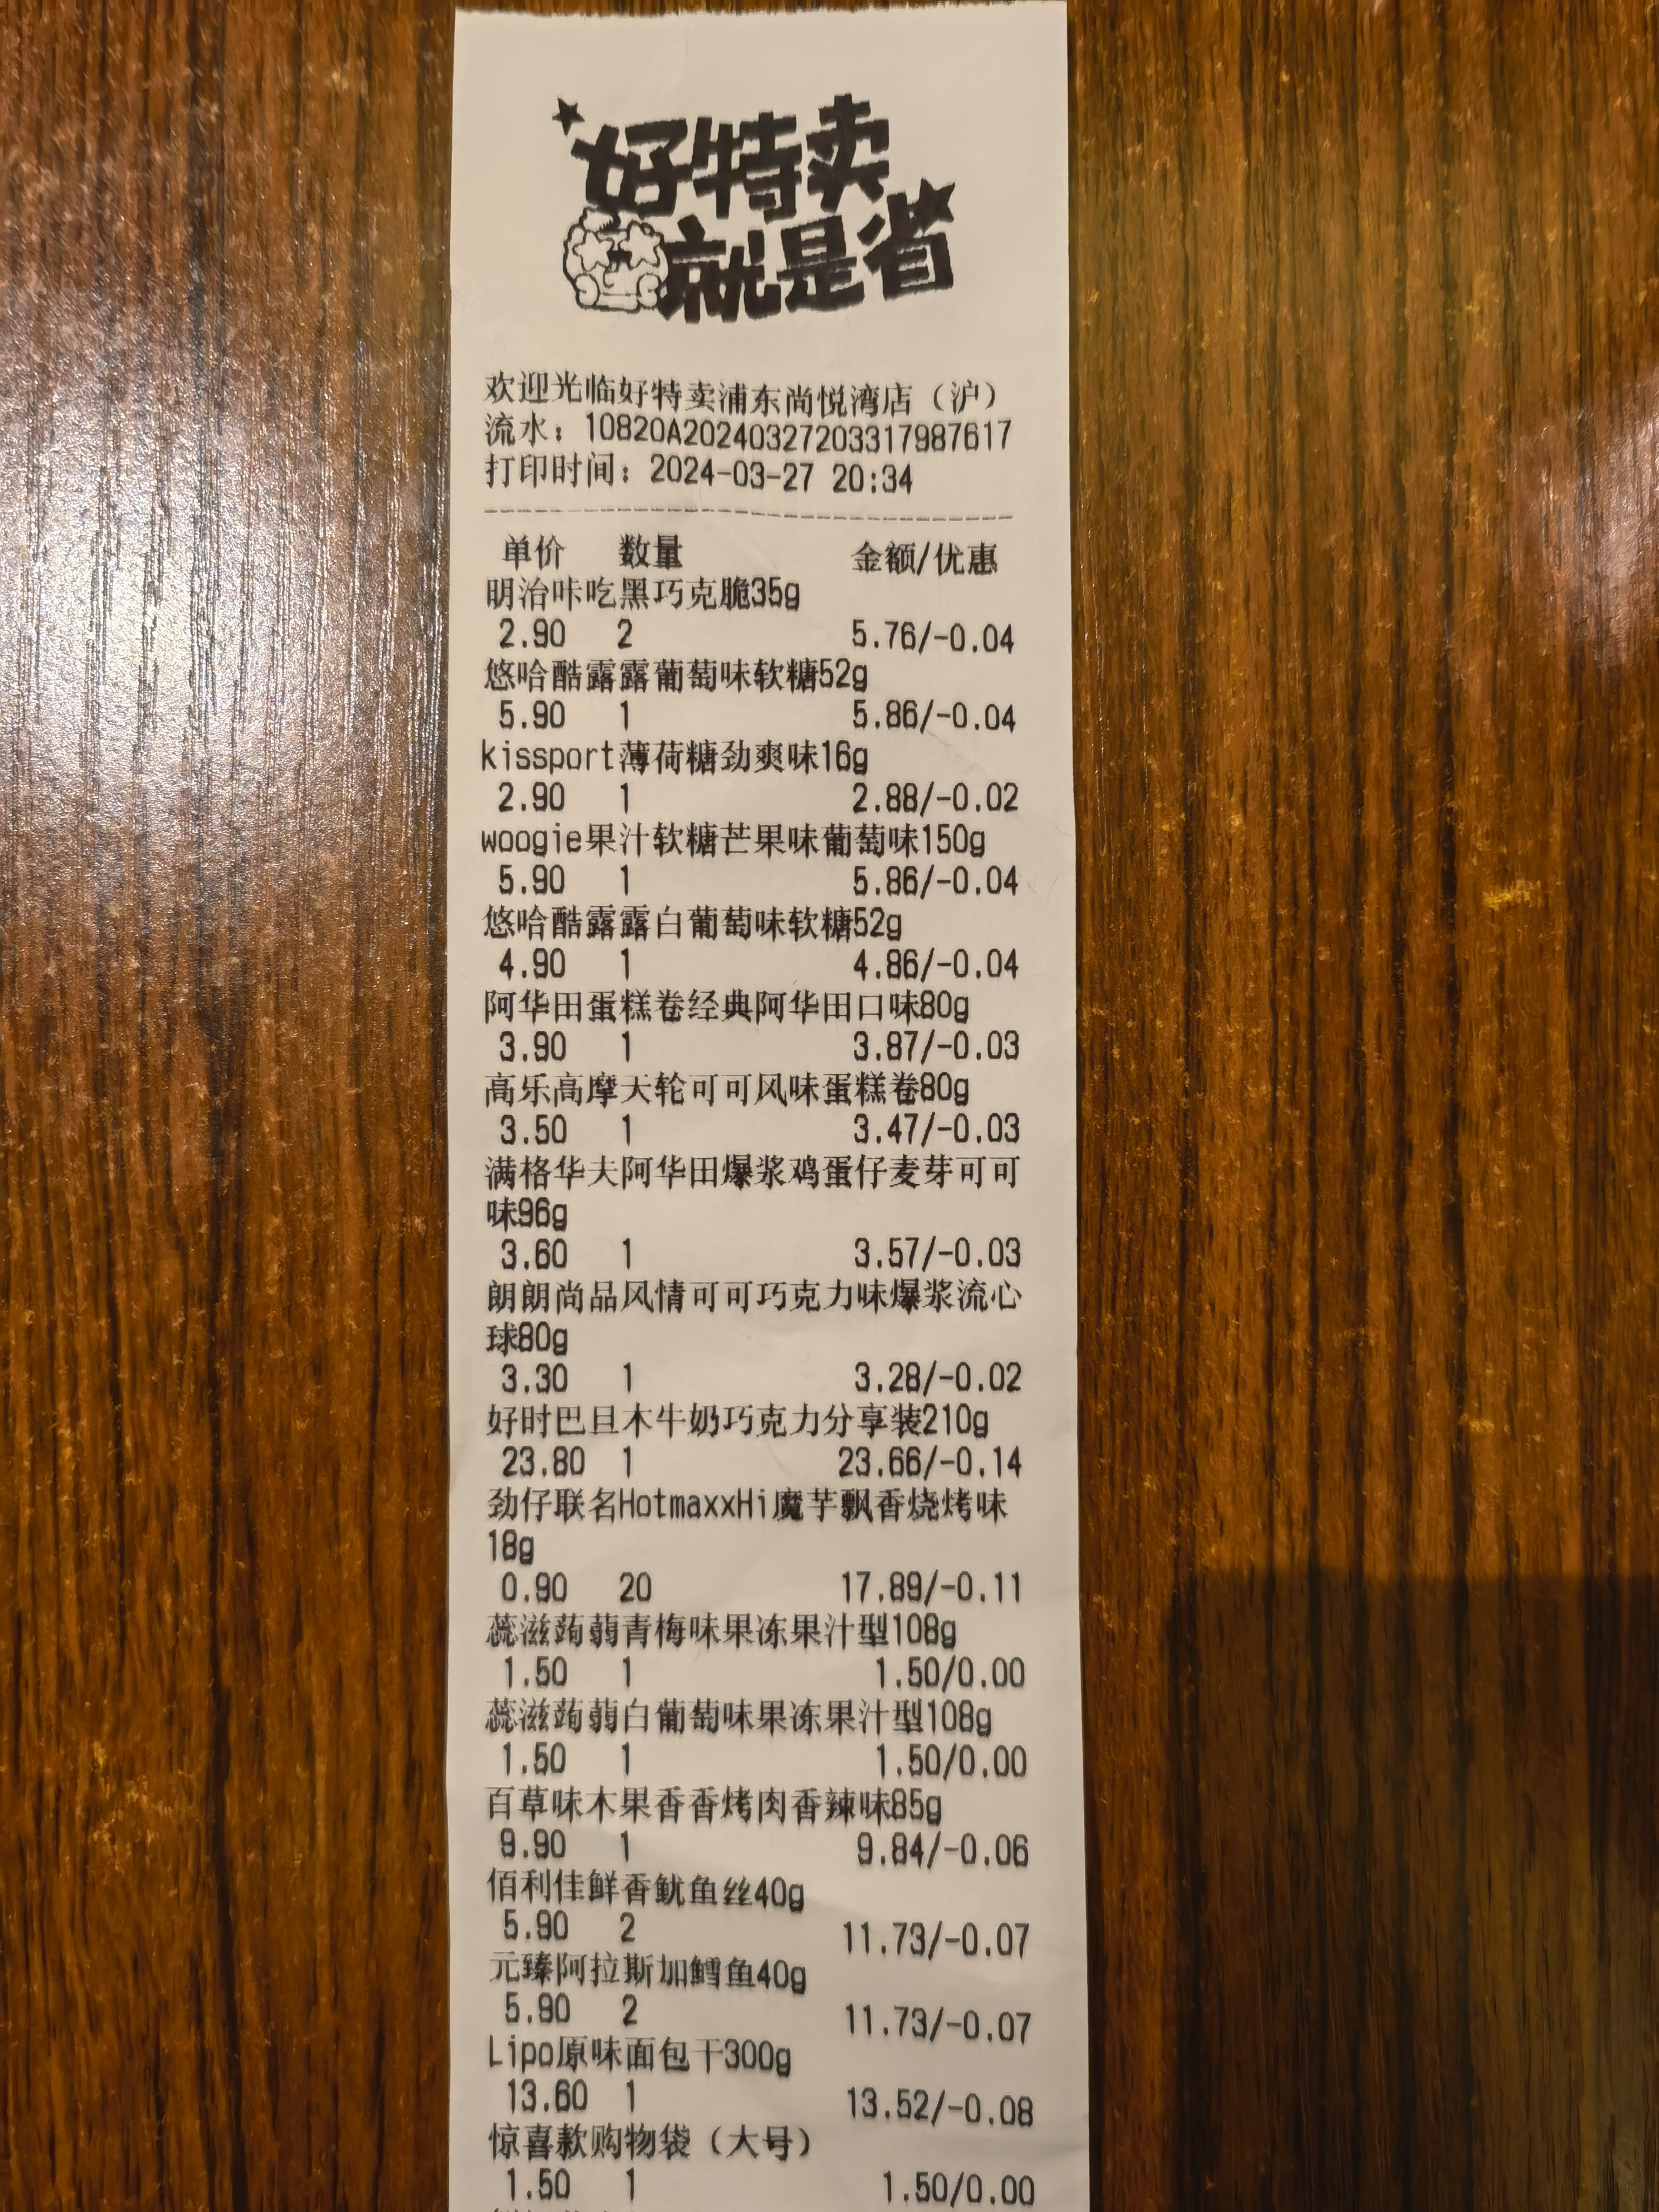 好特卖
就是省
欢迎光临好特卖浦东尚悦湾店（沪）
流水：10820A20240327203317987617
打印时间：2024-03-27 20:34
单价 数量 金额/优惠
明治咔吃黑巧克脆35g
2.90 2 5.76/-0.04
悠哈酷露露葡萄味软糖52g
5.90 1 5.86/-0.04
kissport薄荷糖劲爽味16g
2.90 1 2.88/-0.02
woogie果汁软糖芒果味葡萄味150g
5.90 1 5.86/-0.04
悠哈酷露露白葡萄味软糖52g
4.90 1 4.86/-0.04
阿华田蛋糕卷经典阿华田口味80g
3.90 1 3.87/-0.03
高乐高摩天轮可可风味蛋糕卷80g
3.50 1 3.47/-0.03
满格华夫阿华田爆浆鸡蛋仔麦芽可可
味96g
3.60 1 3.57/-0.03
朗朗尚品风情可可巧克力味爆浆流心
球80g
3.30 1 3.28/-0.02
好时巴旦木牛奶巧克力分享装210g
23.80 1 23.66/-0.14
劲仔联名HotmaxxHi魔芋飘香烧烤味
18g
0.90 20 17.89/-0.11
蕊滋蒟蒻青梅味果冻果汁型108g
1.50 1 1.50/0.00
蕊滋蒟蒻白葡萄味果冻果汁型108g
1.50 1 1.50/0.00
百草味木果香香烤肉香辣味85g
9.90 1 9.84/-0.06
佰利佳鲜香鱿鱼丝40g
5.90 2 11.73/-0.07
元臻阿拉斯加鳕鱼40g
5.90 2 11.73/-0.07
Lipo原味面包干300g
13.60 1 13.52/-0.08
惊喜款购物袋（大号）
1.50 1 1.50/0.00